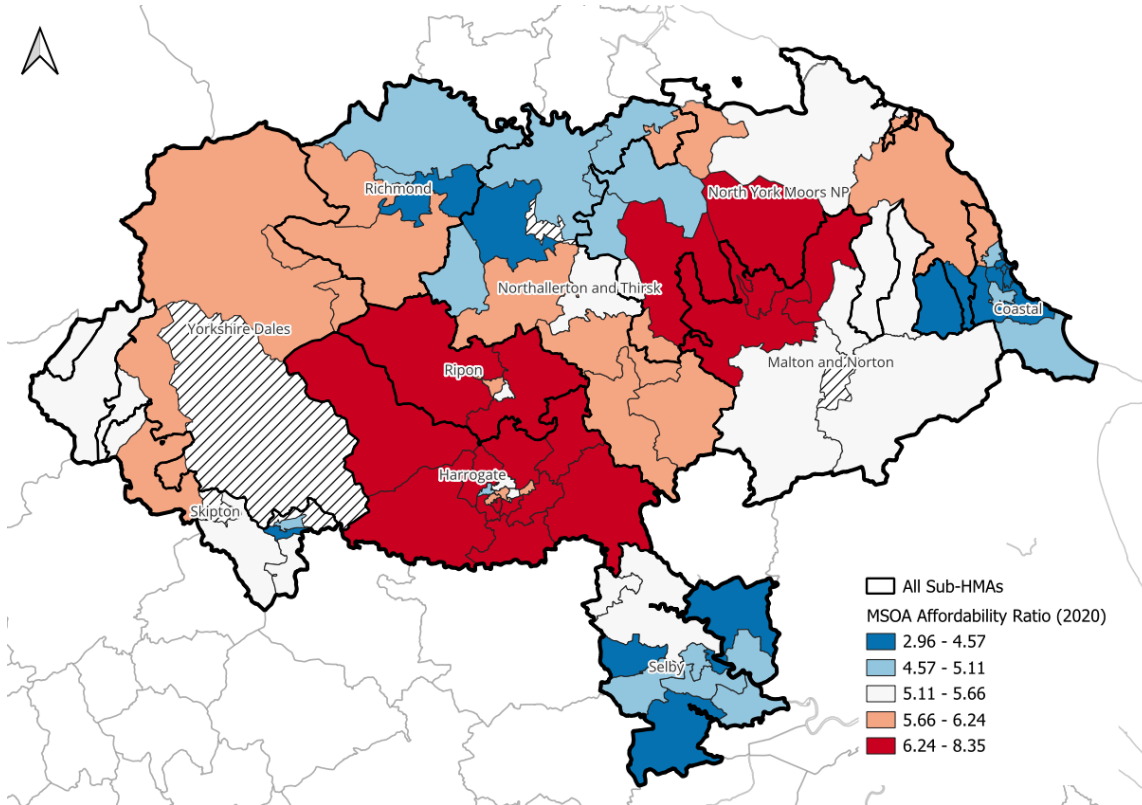 Richmond
North York Moors NP
Northallerton and Thirsk
Coastal
Yorkshire Dales
Ripon
Malton and Norton
Harrogate
Skipton
Selby
All Sub-HMAs
MSOA Affordability Ratio (2020)
2.96 - 4.57
4.57 - 5.11
5.11 - 5.66
5.66 - 6.24
6.24 - 8.35